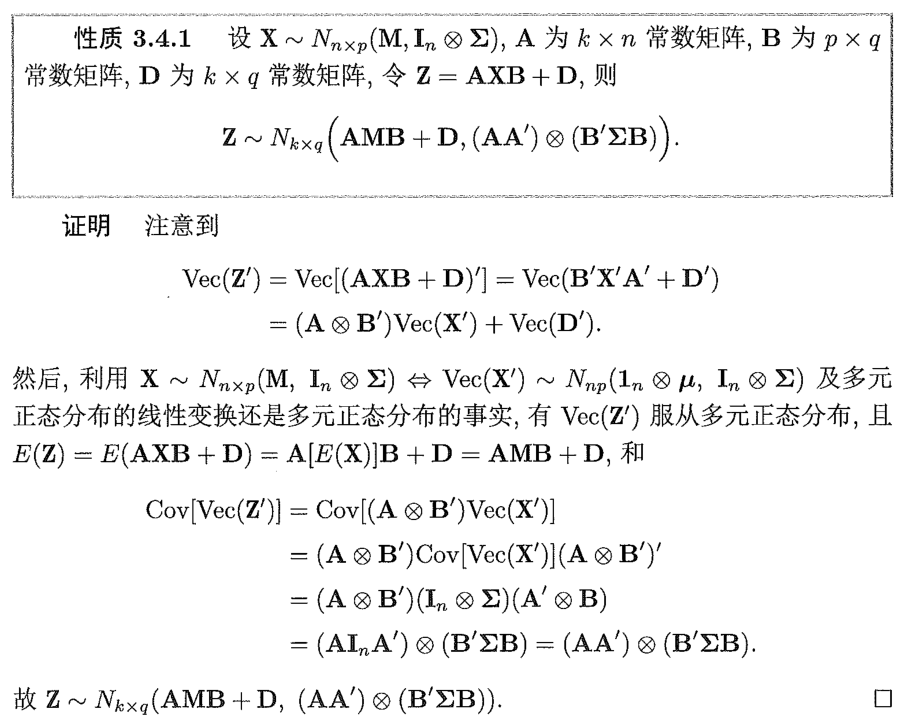 性质 3.4.1 设 X ∼ N_{n×p}(M, I_n ⊗ Σ), A 为 k × n 常数矩阵, B 为 p × q
常数矩阵, D 为 k × q 常数矩阵, 令 Z = AXB + D, 则
Z ∼ N_{k×q}(AMB + D, (AA′) ⊗ (B′ΣB)).
证明 注意到
Vec(Z′) = Vec[(AXB + D)′] = Vec(B′X′A′ + D′)
= (A ⊗ B′)Vec(X′) + Vec(D′).
然后, 利用 X ∼ N_{n×p}(M, I_n ⊗ Σ) ⇔ Vec(X′) ∼ N_{np}(1_n ⊗ μ, I_n ⊗ Σ) 及多元
正态分布的线性变换还是多元正态分布的事实, 有 Vec(Z′) 服从多元正态分布, 且
E(Z) = E(AXB + D) = A[E(X)]B + D = AMB + D, 和
Cov[Vec(Z′)] = Cov[(A ⊗ B′)Vec(X′)]
= (A ⊗ B′)Cov[Vec(X′)](A ⊗ B′)′
= (A ⊗ B′)(I_n ⊗ Σ)(A′ ⊗ B)
= (AI_nA′) ⊗ (B′ΣB) = (AA′) ⊗ (B′ΣB).
故 Z ∼ N_{k×q}(AMB + D, (AA′) ⊗ (B′ΣB)). □